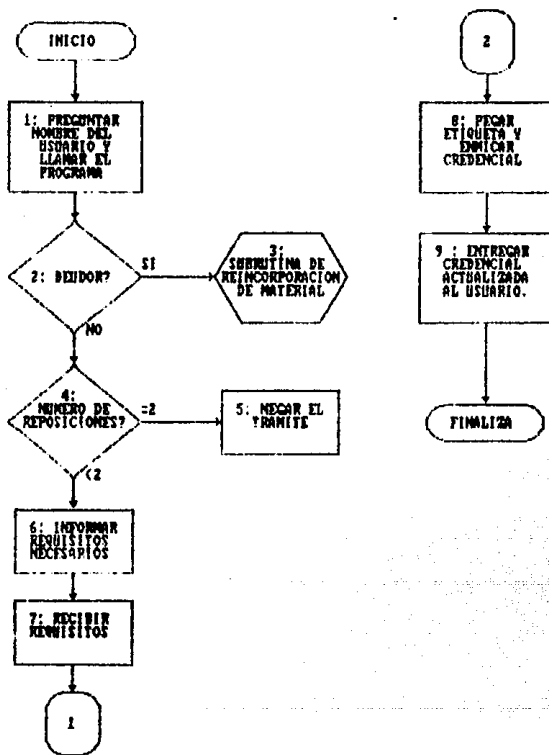 INICIO
1: PREGUNTAR
NOMBRE DEL
USUARIO Y
LLAMAR EL
PROGRAMA
2: DEUDOR?
SI
3:
SUBRUTINA DE
REINCORPORACION
DE MATERIAL
NO
4:
NUMERO DE
REPOSICIONES?
=2
5: NEGAR EL
TRAMITE
<2
6: INFORMAR
REQUISITOS
NECESARIOS
7: RECIBIR
REQUISITOS
1
2
8: PEGAR
ETIQUETA Y
ENMICAR
CREDENCIAL
9 : ENTREGAR
CREDENCIAL
ACTUALIZADA
AL USUARIO.
FINALIZA